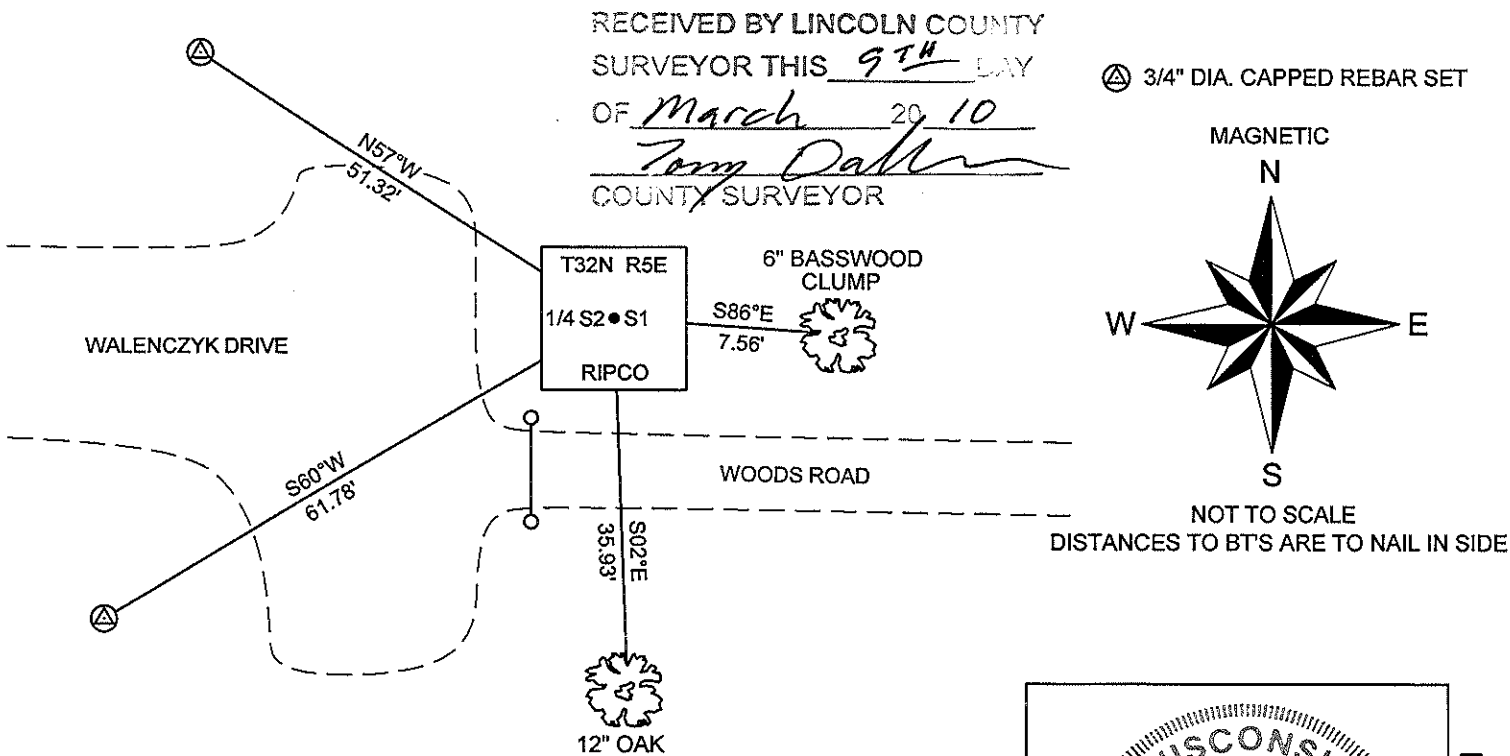 RECEIVED BY LINCOLN COUNTY
SURVEYOR THIS 9TH DAY
OF March 20 10
COUNTY SURVEYOR
3/4" DIA. CAPPED REBAR SET
MAGNETIC
N
W
E
S
NOT TO SCALE
DISTANCES TO BT'S ARE TO NAIL IN SIDE
N57°W
51.32'
T32N R5E
1/4 S2 S1
RIPCO
6" BASSWOOD
CLUMP
S86°E
7.56'
WALENCZYK DRIVE
S60°W
61.78'
WOODS ROAD
S02°E
35.93'
12" OAK